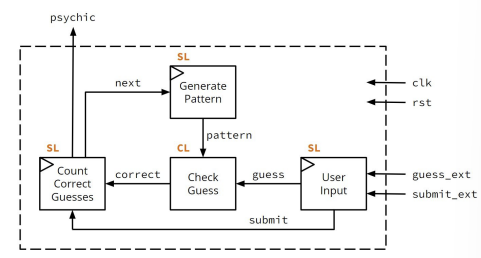 psychic
SL
next
Generate
Pattern
clk
rst
pattern
SL
CL
SL
Count
Correct
Guesses
correct
Check
Guess
guess
User
Input
guess_ext
submit_ext
submit